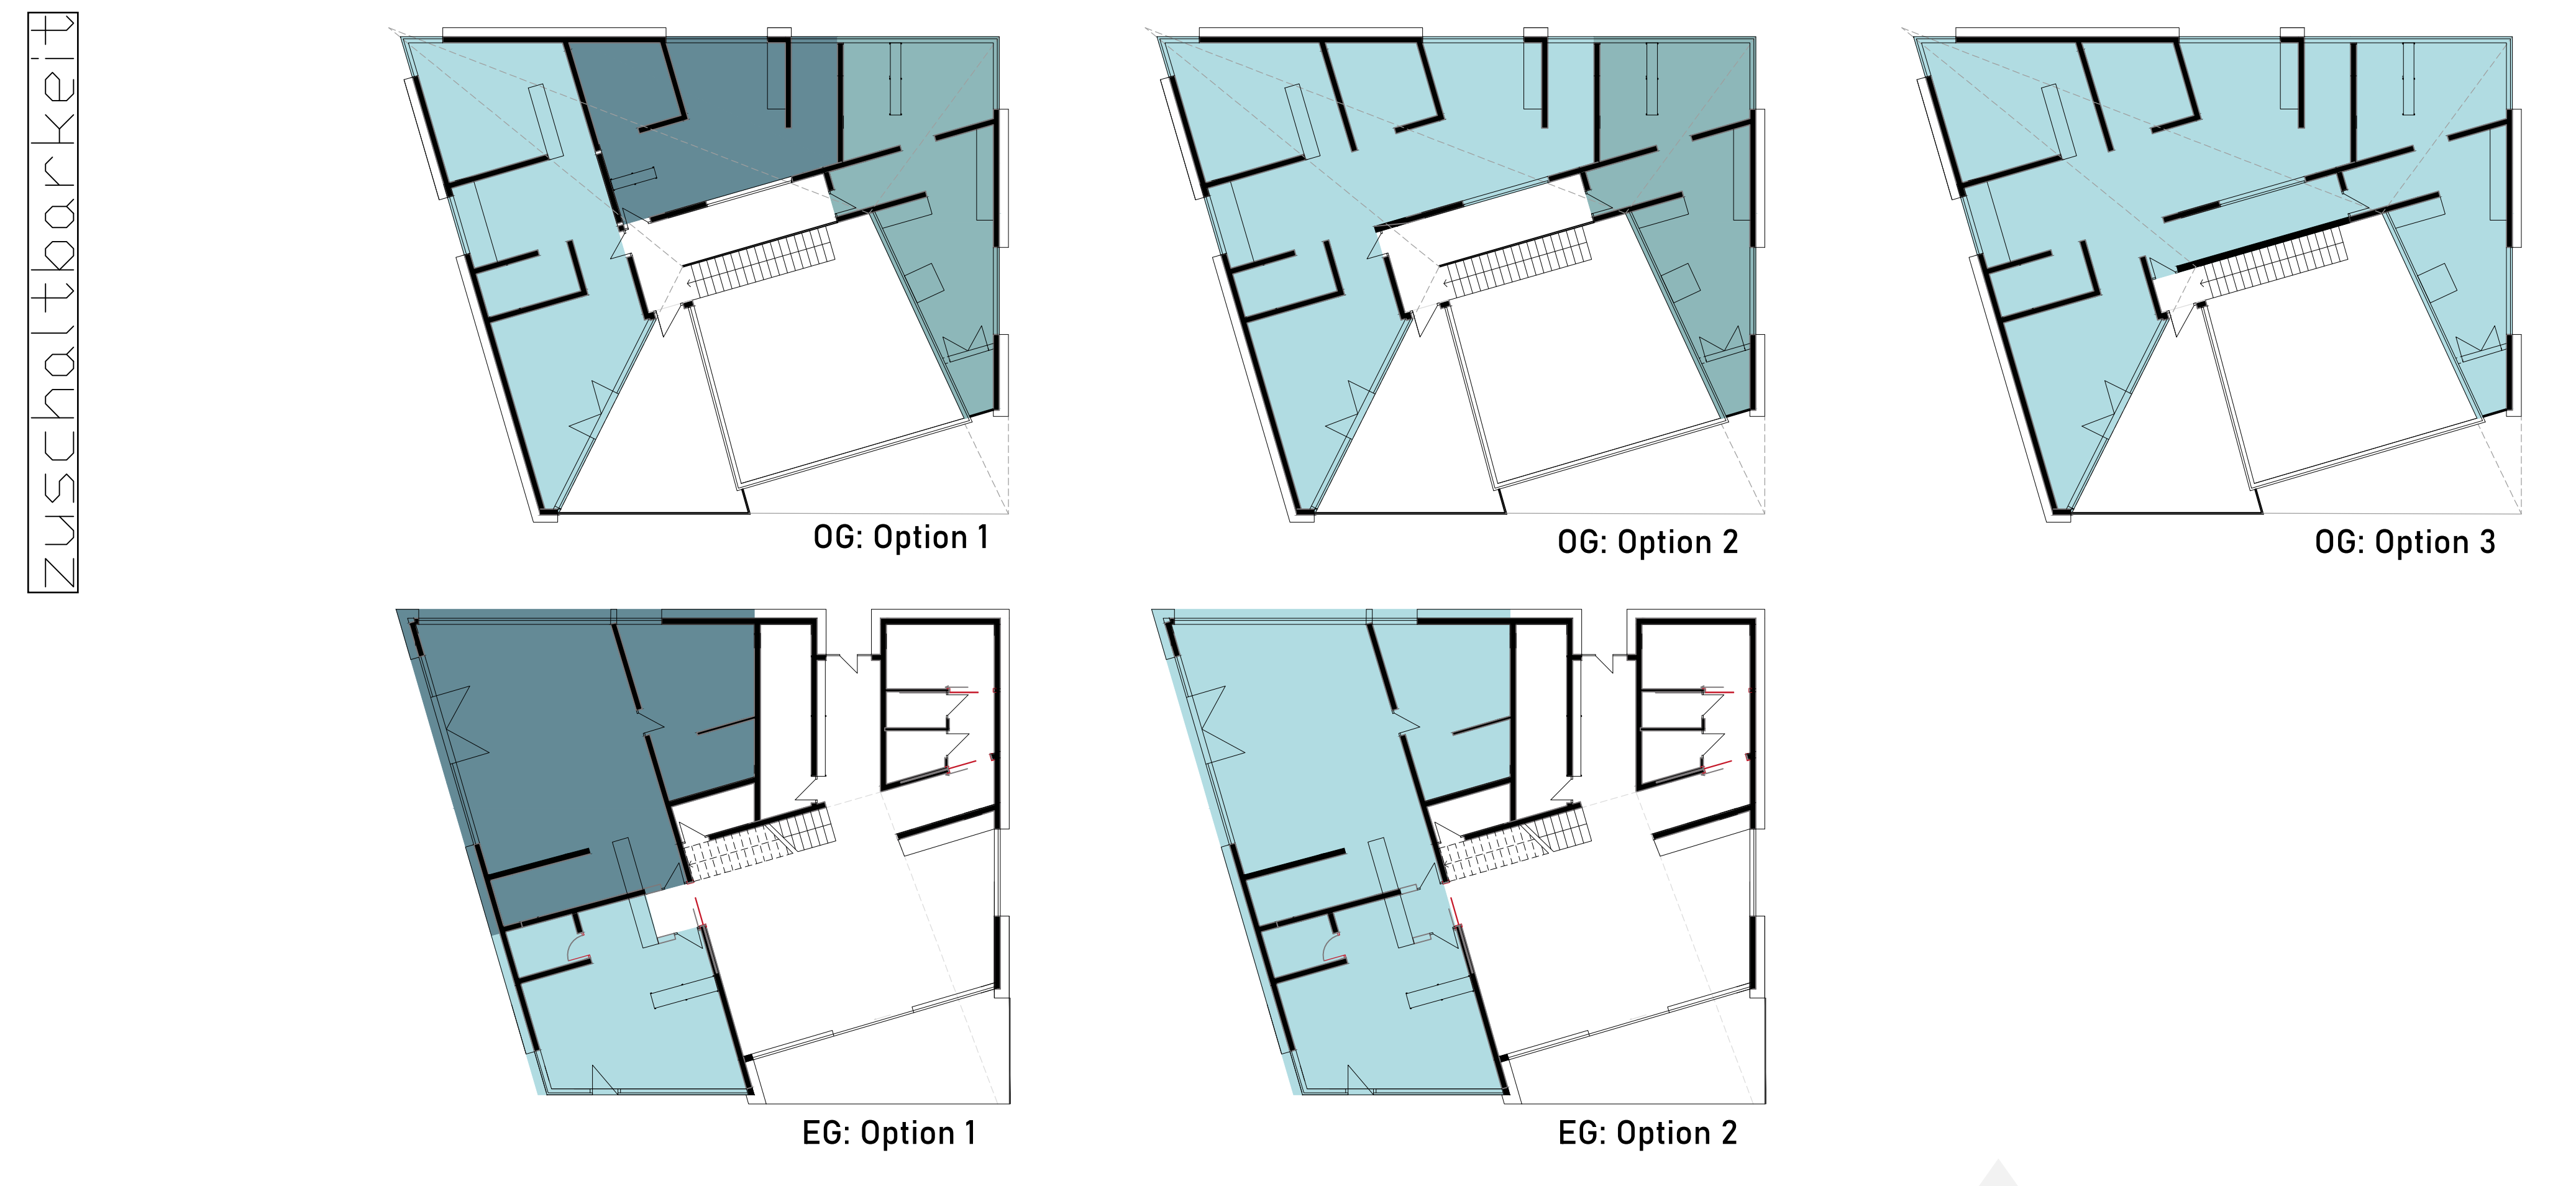 zuschaltbarkeit
OG: Option 1
OG: Option 2
OG: Option 3
EG: Option 1
EG: Option 2